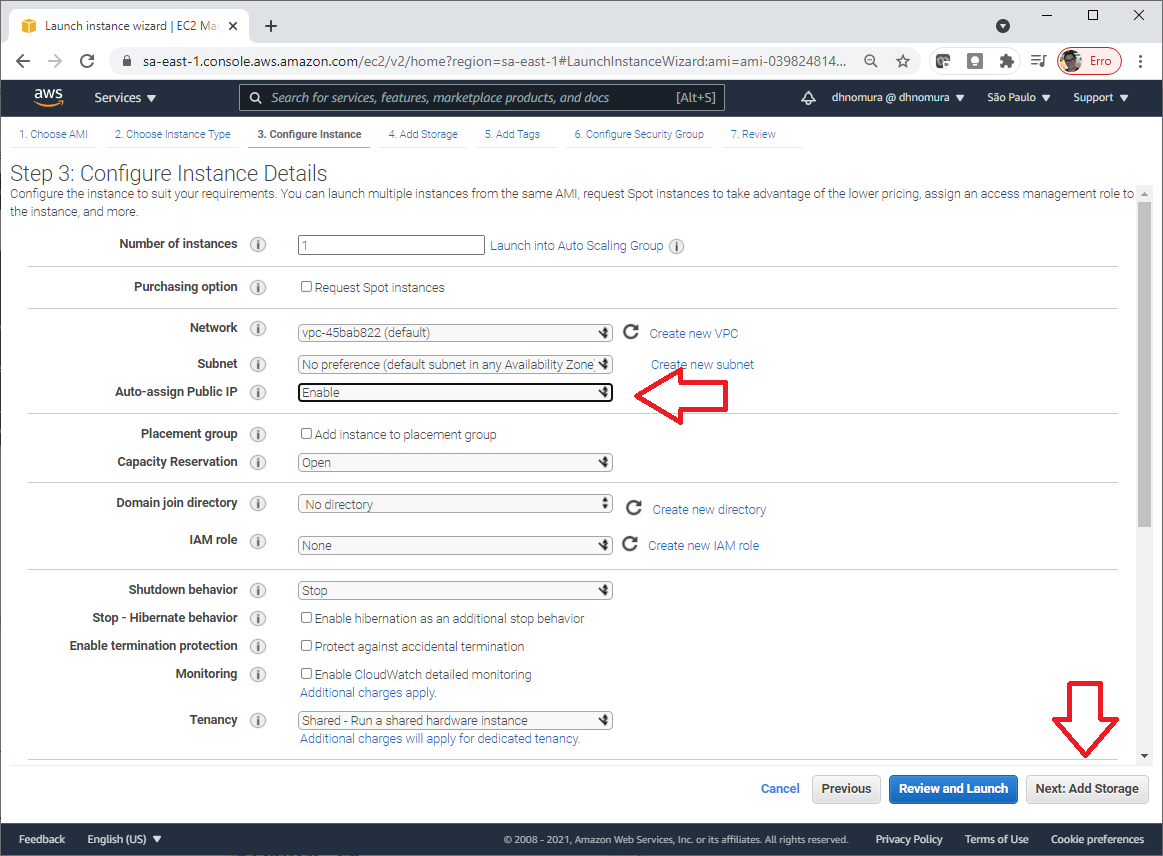 Launch instance wizard | EC2 Ma
sa-east-1.console.aws.amazon.com/ec2/v2/home?region=sa-east-1#LaunchInstanceWizard:ami=ami-039824814...
Erro
aws
Services
Search for services, features, marketplace products, and docs
[Alt+S]
dhnomura @ dhnomura
São Paulo
Support
1. Choose AMI
2. Choose Instance Type
3. Configure Instance
4. Add Storage
5. Add Tags
6. Configure Security Group
7. Review
Step 3: Configure Instance Details
Configure the instance to suit your requirements. You can launch multiple instances from the same AMI, request Spot instances to take advantage of the lower pricing, assign an access management role to
the instance, and more.
Number of instances
1
Launch into Auto Scaling Group
Purchasing option
Request Spot instances
Network
vpc-45bab822 (default)
Create new VPC
Subnet
No preference (default subnet in any Availability Zone)
Create new subnet
Auto-assign Public IP
Enable
Placement group
Add instance to placement group
Capacity Reservation
Open
Domain join directory
No directory
Create new directory
IAM role
None
Create new IAM role
Shutdown behavior
Stop
Stop - Hibernate behavior
Enable hibernation as an additional stop behavior
Enable termination protection
Protect against accidental termination
Monitoring
Enable CloudWatch detailed monitoring
Additional charges apply.
Tenancy
Shared - Run a shared hardware instance
Additional charges will apply for dedicated tenancy.
Cancel
Previous
Review and Launch
Next: Add Storage
Feedback
English (US)
© 2008 - 2021, Amazon Web Services, Inc. or its affiliates. All rights reserved.
Privacy Policy
Terms of Use
Cookie preferences